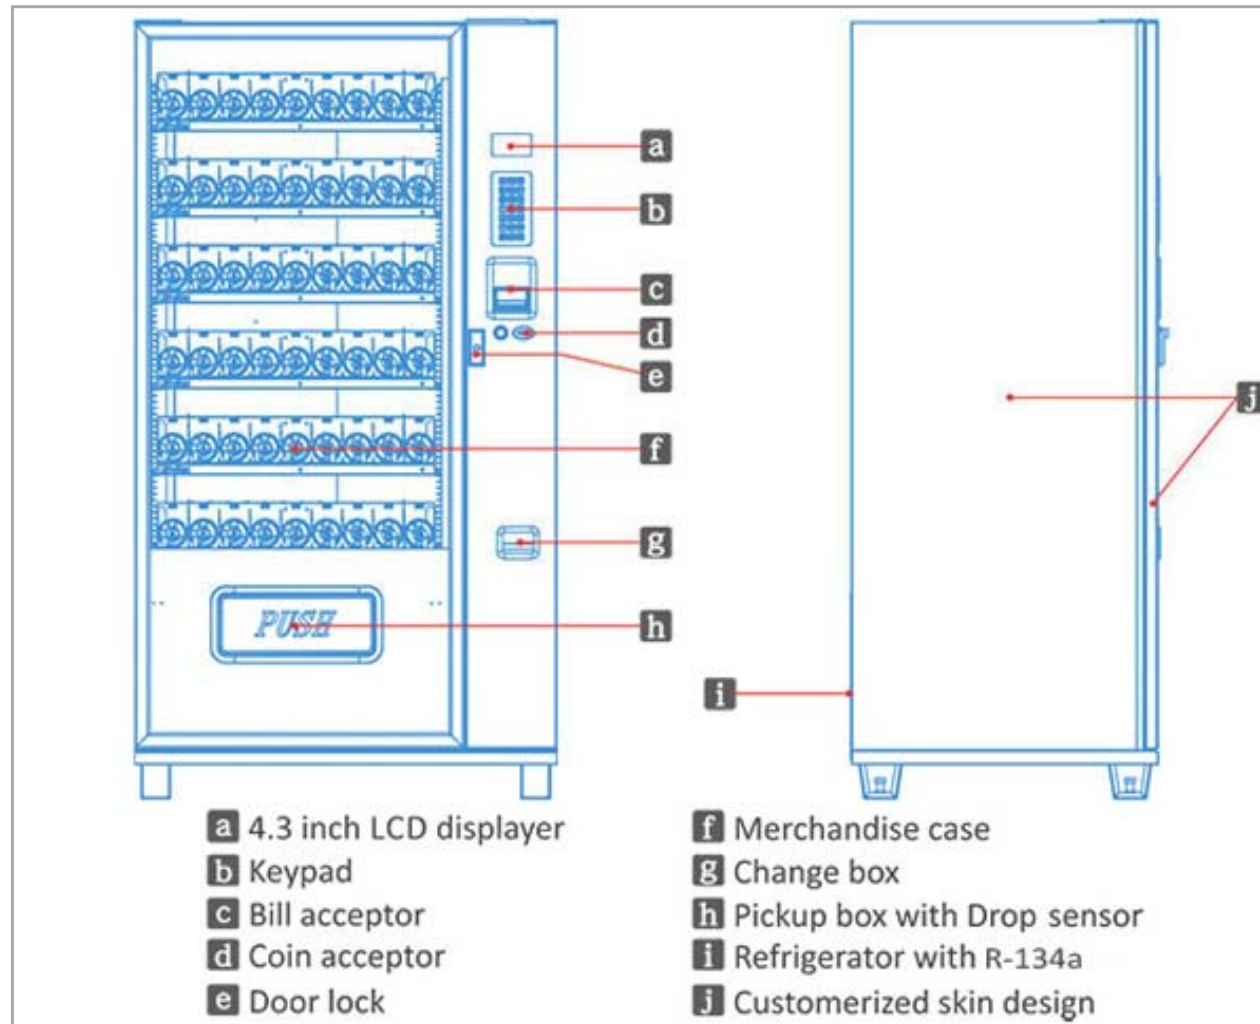 a
b
c
d
e
f
g
PUSH
h
i
j
a 4.3 inch LCD displayer
b Keypad
c Bill acceptor
d Coin acceptor
e Door lock
f Merchandise case
g Change box
h Pickup box with Drop sensor
i Refrigerator with R-134a
j Customerized skin design